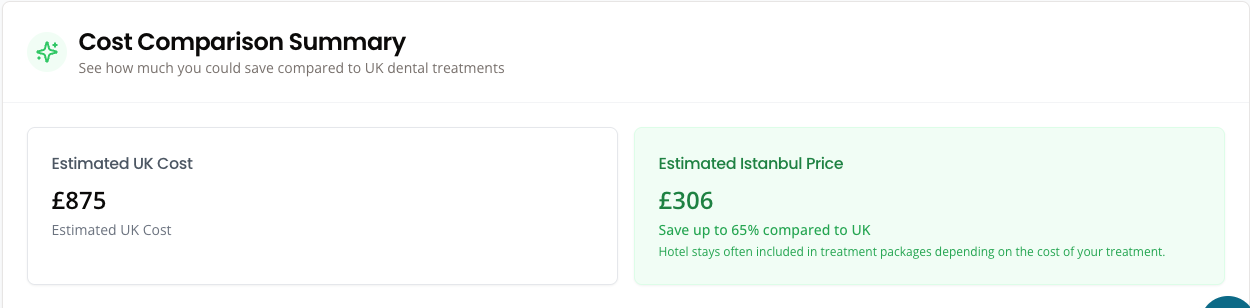 Cost Comparison Summary
See how much you could save compared to UK dental treatments
Estimated UK Cost
£875
Estimated UK Cost
Estimated Istanbul Price
£306
Save up to 65% compared to UK
Hotel stays often included in treatment packages depending on the cost of your treatment.